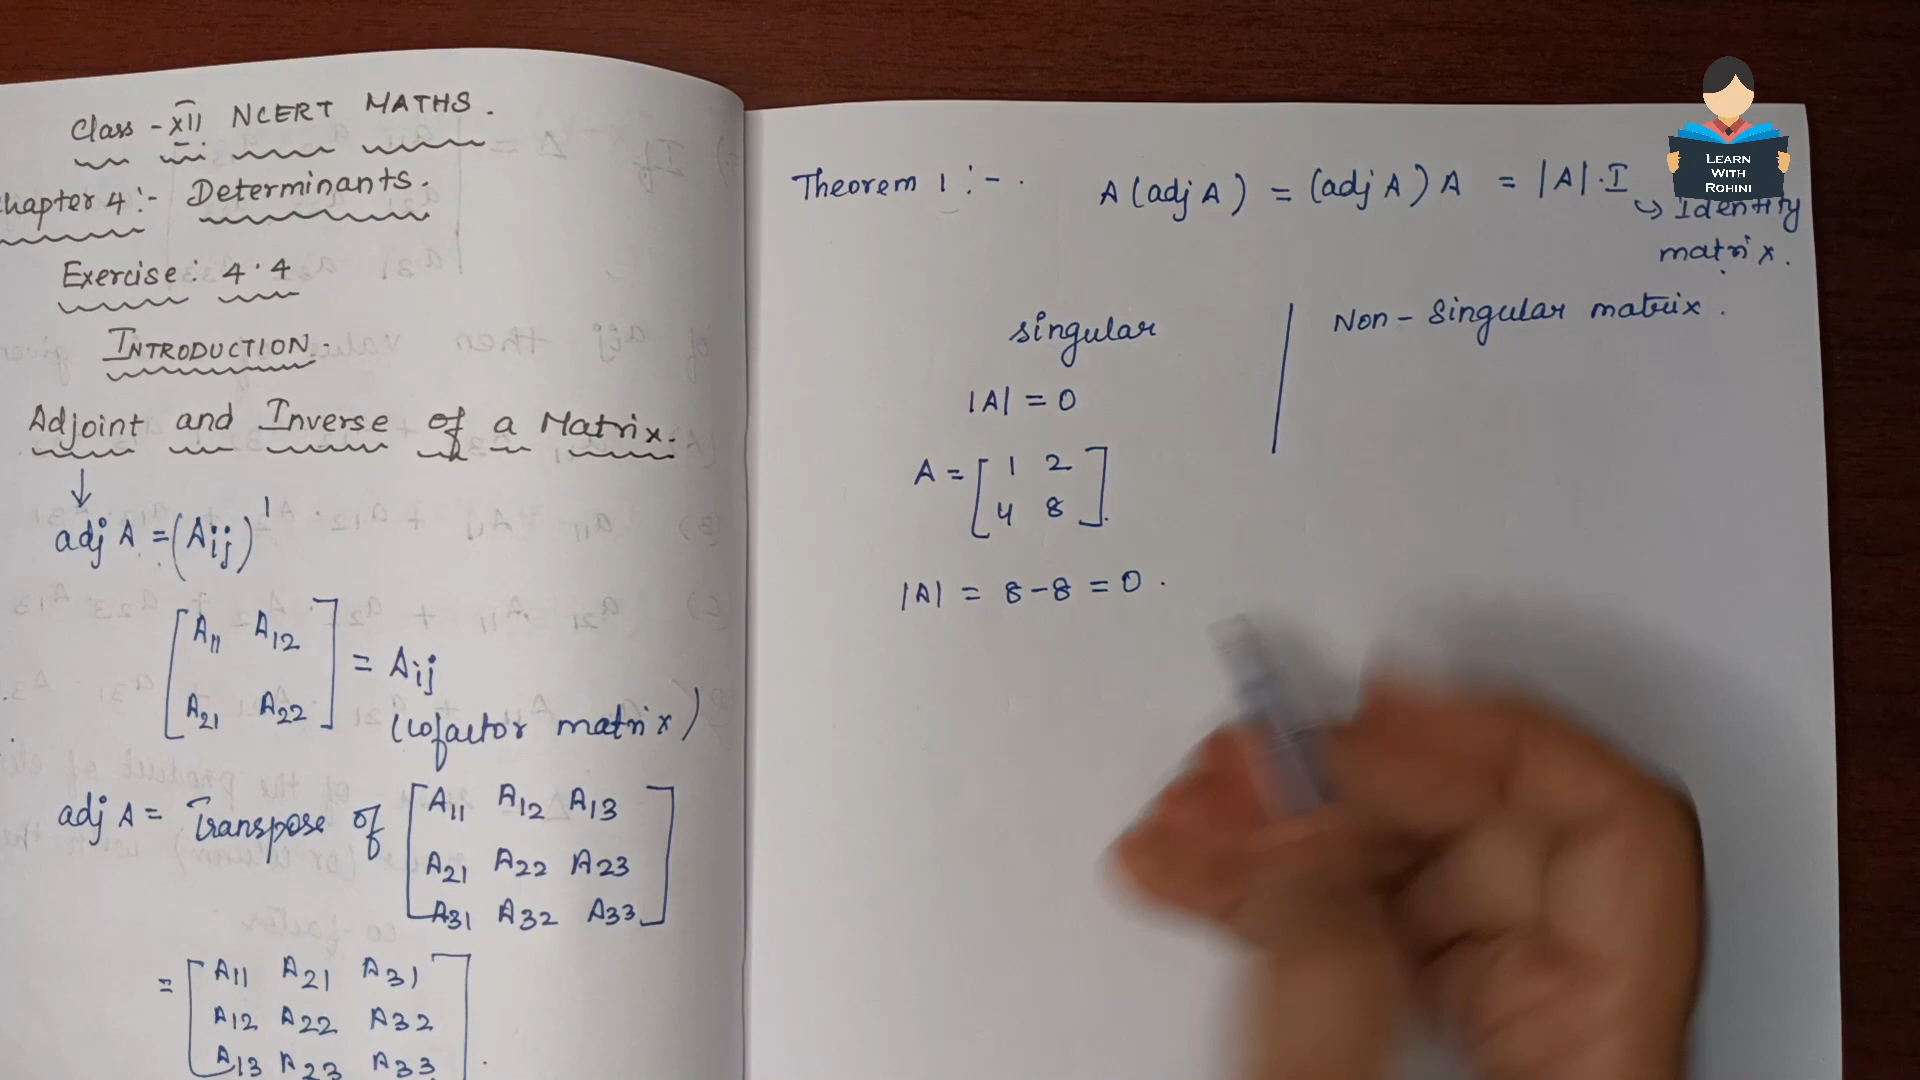 Class - XII NCERT MATHS.
Chapter 4 :- Determinants.
Exercise: 4.4
INTRODUCTION.
Adjoint and Inverse of a Matrix.
↓
adj A = (Aij)'
[A11 A12
A21 A22] = Aij
(cofactor matrix)
adj A = Transpose of [A11 A12 A13
A21 A22 A23
A31 A32 A33]
= [A11 A21 A31
A12 A22 A32
A13 A23 A33].
Theorem 1 :- . A(adj A) = (adj A) A = |A|.I
↪ Identity
matrix.
singular
|A| = 0
A = [1 2
4 8].
|A| = 8-8 = 0.
Non-Singular matrix.
LEARN
WITH
ROHINI